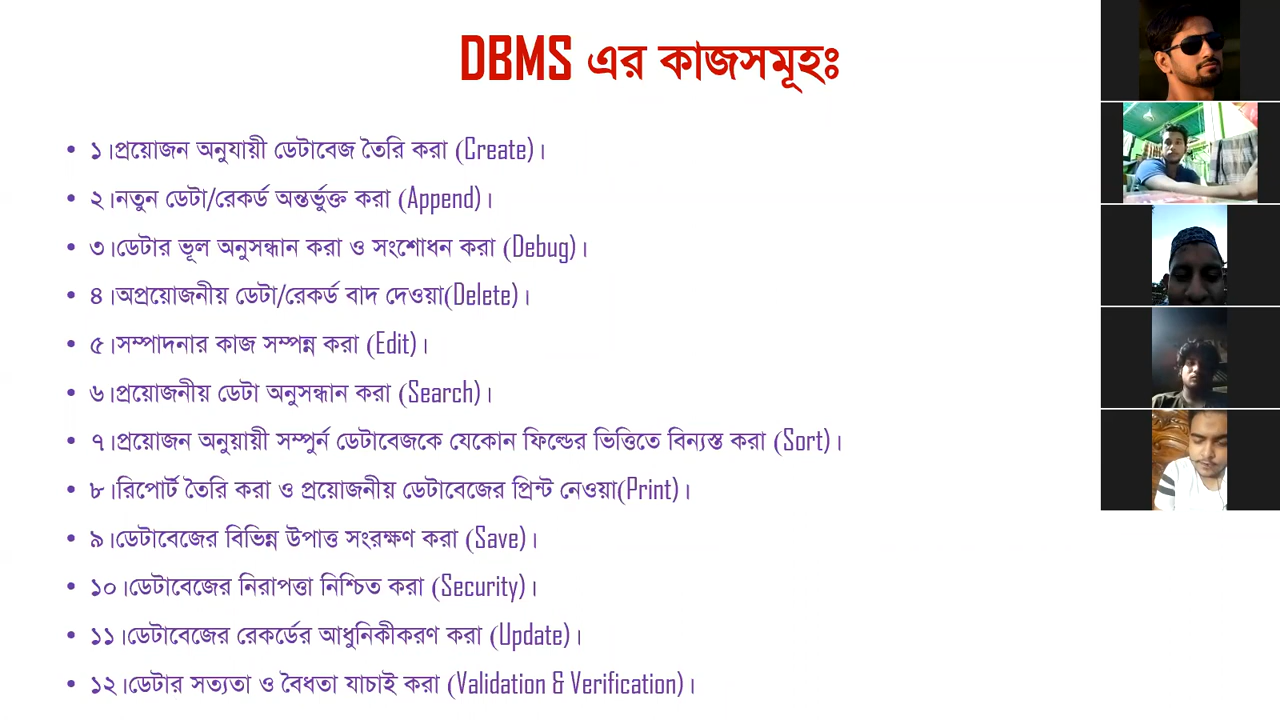 DBMS এর কাজসমূহঃ
• ১।প্রয়োজন অনুযায়ী ডেটাবেজ তৈরি করা (Create)।
• ২।নতুন ডেটা/রেকর্ড অন্তর্ভুক্ত করা (Append)।
• ৩।ডেটার ভূল অনুসন্ধান করা ও সংশোধন করা (Debug)।
• ৪।অপ্রয়োজনীয় ডেটা/রেকর্ড বাদ দেওয়া(Delete)।
• ৫।সম্পাদনার কাজ সম্পন্ন করা (Edit)।
• ৬।প্রয়োজনীয় ডেটা অনুসন্ধান করা (Search)।
• ৭।প্রয়োজন অনুয়ায়ী সম্পুর্ন ডেটাবেজকে যেকোন ফিল্ডের ভিত্তিতে বিন্যস্ত করা (Sort)।
• ৮।রিপোর্ট তৈরি করা ও প্রয়োজনীয় ডেটাবেজের প্রিন্ট নেওয়া(Print)।
• ৯।ডেটাবেজের বিভিন্ন উপাত্ত সংরক্ষণ করা (Save)।
• ১০।ডেটাবেজের নিরাপত্তা নিশ্চিত করা (Security)।
• ১১।ডেটাবেজের রেকর্ডের আধুনিকীকরণ করা (Update)।
• ১২।ডেটার সত্যতা ও বৈধতা যাচাই করা (Validation & Verification)।